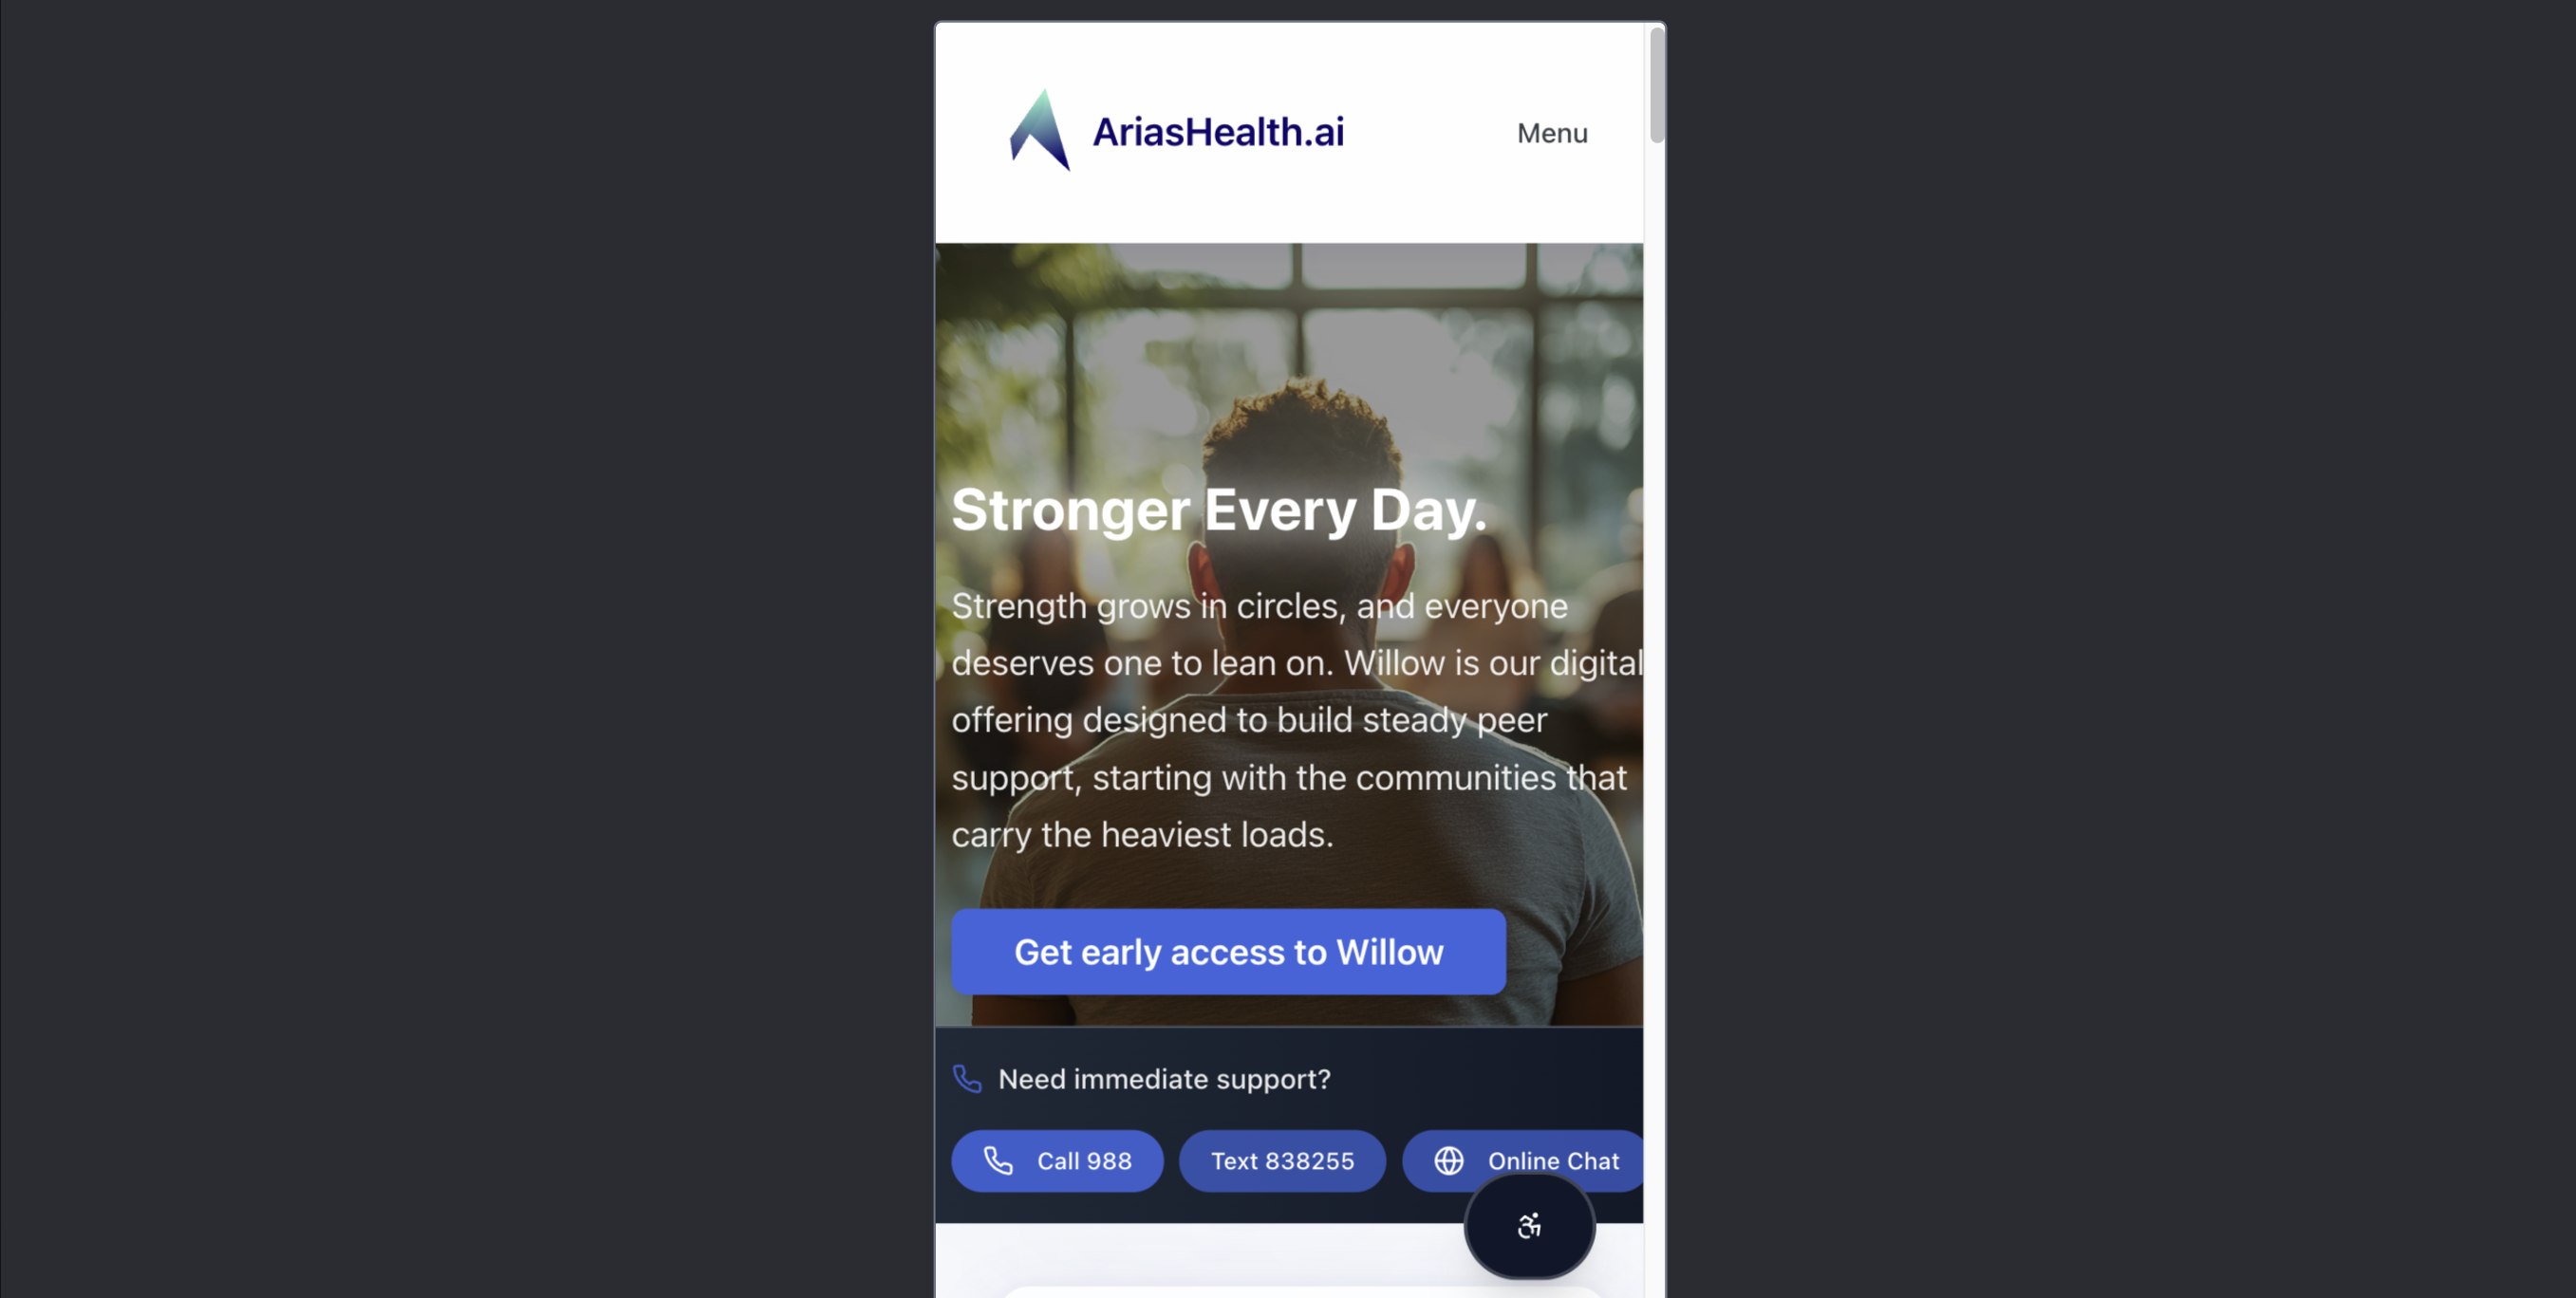 AriasHealth.ai
Menu
Stronger Every Day.
Strength grows in circles, and everyone
deserves one to lean on. Willow is our digital
offering designed to build steady peer
support, starting with the communities that
carry the heaviest loads.
Get early access to Willow
Need immediate support?
Call 988
Text 838255
Online Chat